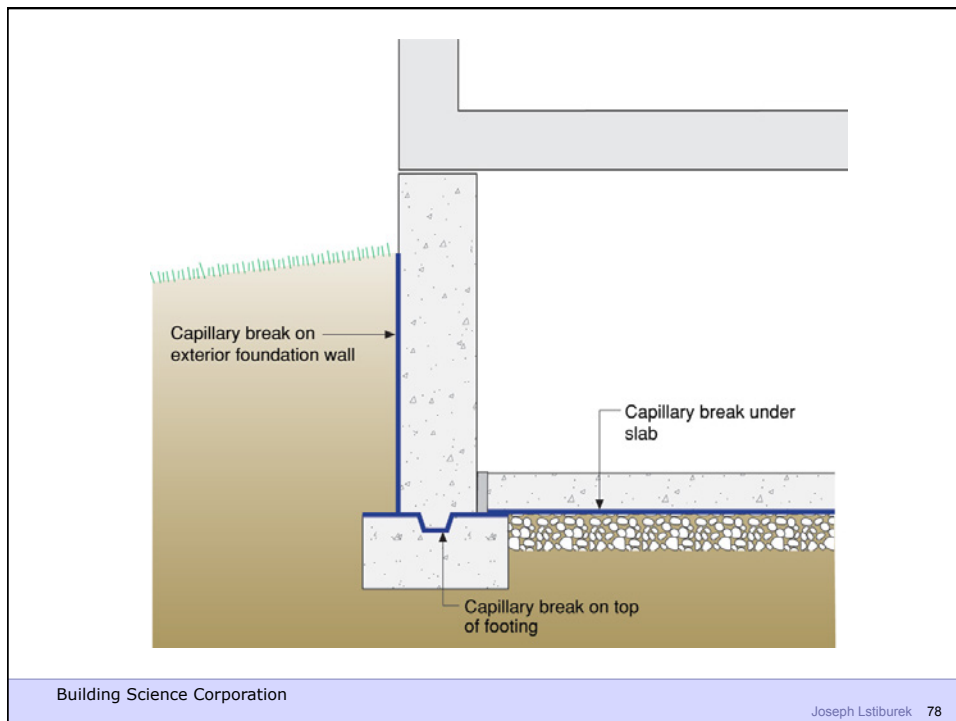 Capillary break on
exterior foundation wall
Capillary break under
slab
Capillary break on top
of footing
Building Science Corporation
Joseph Lstiburek 78